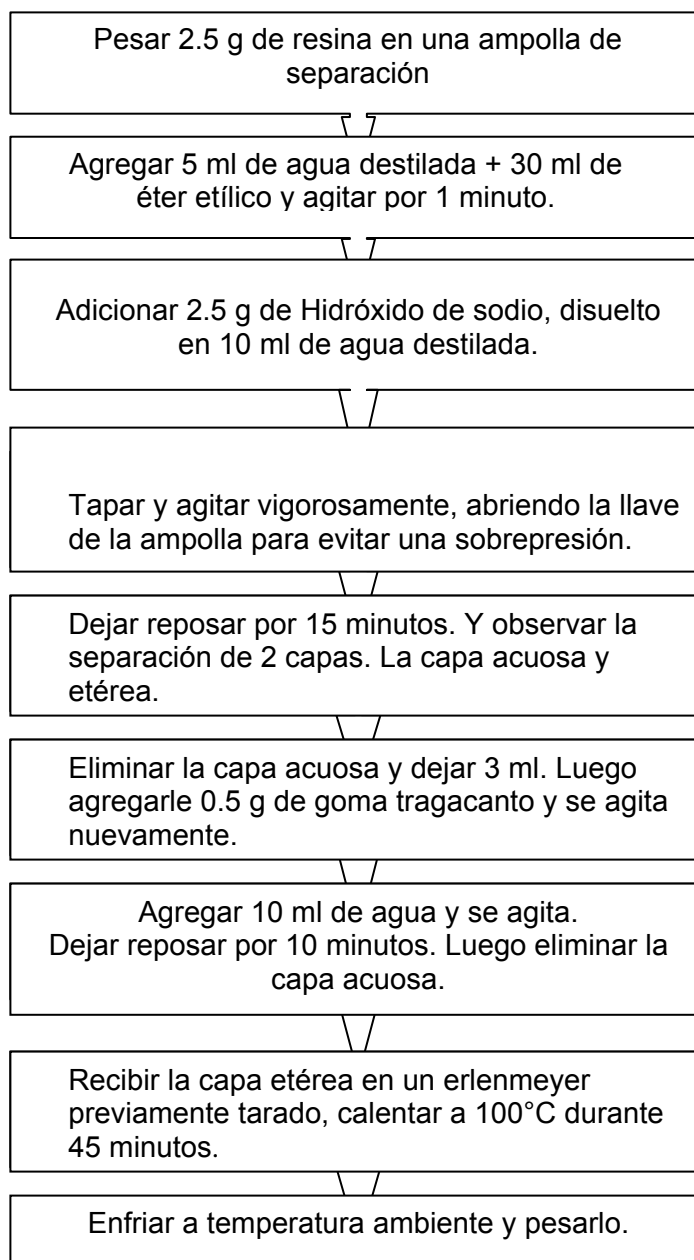 Pesar 2.5 g de resina en una ampolla de
separación
Agregar 5 ml de agua destilada + 30 ml de
éter etílico y agitar por 1 minuto.
Adicionar 2.5 g de Hidróxido de sodio, disuelto
en 10 ml de agua destilada.
Tapar y agitar vigorosamente, abriendo la llave
de la ampolla para evitar una sobrepresión.
Dejar reposar por 15 minutos. Y observar la
separación de 2 capas. La capa acuosa y
etérea.
Eliminar la capa acuosa y dejar 3 ml. Luego
agregarle 0.5 g de goma tragacanto y se agita
nuevamente.
Agregar 10 ml de agua y se agita.
Dejar reposar por 10 minutos. Luego eliminar la
capa acuosa.
Recibir la capa etérea en un erlenmeyer
previamente tarado, calentar a 100°C durante
45 minutos.
Enfriar a temperatura ambiente y pesarlo.